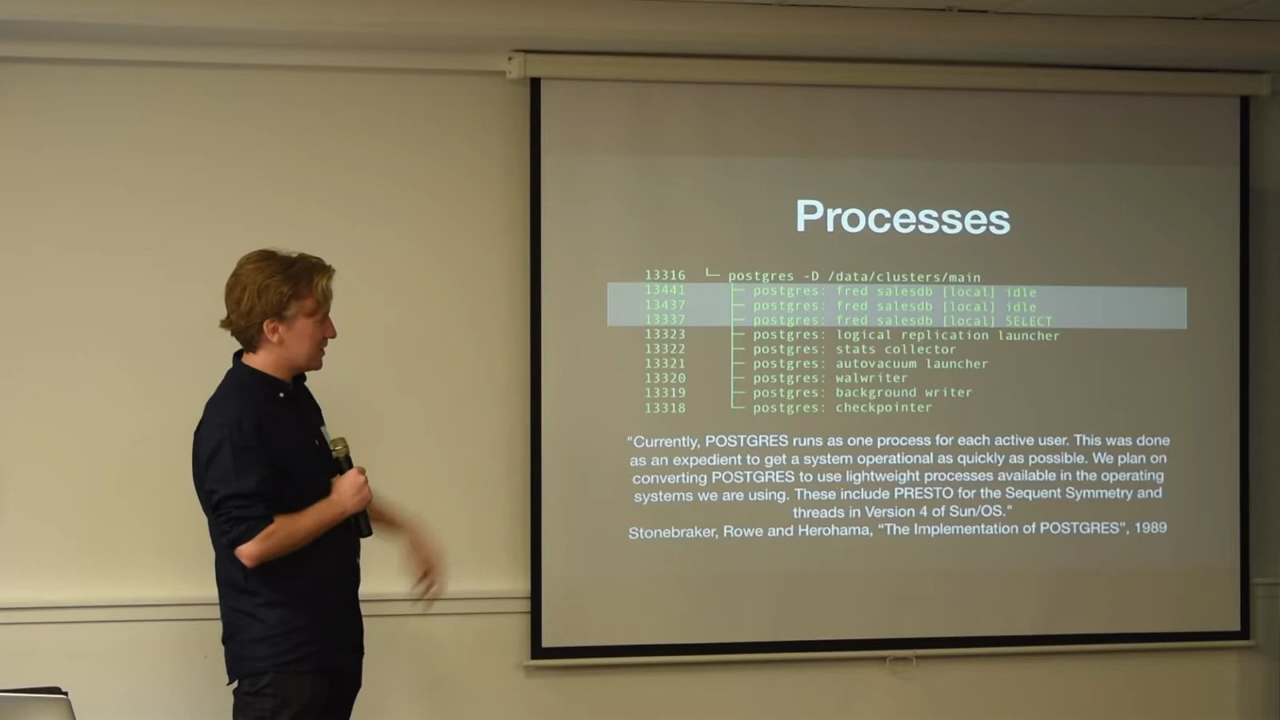 Processes
13316 └─ postgres -D /data/clusters/main
13441 ├─ postgres: fred salesdb [local] idle
13437 ├─ postgres: fred salesdb [local] idle
13337 ├─ postgres: fred salesdb [local] SELECT
13323 ├─ postgres: logical replication launcher
13322 ├─ postgres: stats collector
13321 ├─ postgres: autovacuum launcher
13320 ├─ postgres: walwriter
13319 ├─ postgres: background writer
13318 └─ postgres: checkpointer
"Currently, POSTGRES runs as one process for each active user. This was done
as an expedient to get a system operational as quickly as possible. We plan on
converting POSTGRES to use lightweight processes available in the operating
systems we are using. These include PRESTO for the Sequent Symmetry and
threads in Version 4 of Sun/OS."
Stonebraker, Rowe and Herohama, “The Implementation of POSTGRES”, 1989